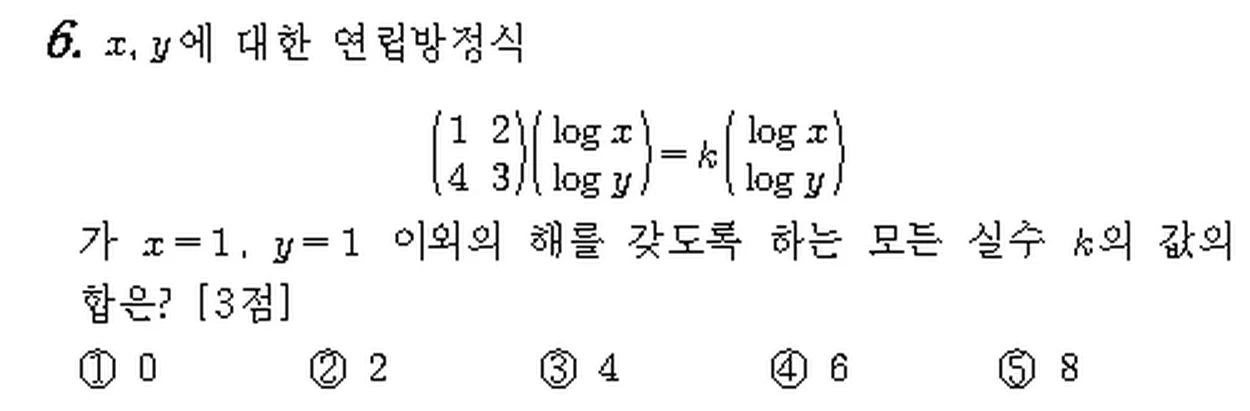 6. x, y에 대한 연립방정식
(1 2)(log x) = k(log x)
(4 3)(log y)    (log y)
가 x=1, y=1 이외의 해를 갖도록 하는 모든 실수 k의 값의
합은? [3점]
① 0 ② 2 ③ 4 ④ 6 ⑤ 8